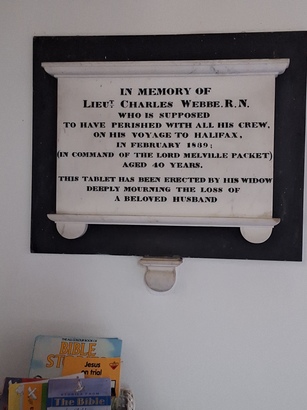 IN MEMORY OF
LIEUT CHARLES WEBBE. R.N.
WHO IS SUPPOSED
TO HAVE PERISHED WITH ALL HIS CREW,
ON HIS VOYAGE TO HALIFAX,
IN FEBRUARY 1839;
(IN COMMAND OF THE LORD MELVILLE PACKET)
AGED 40 YEARS.
THIS TABLET HAS BEEN ERECTED BY HIS WIDOW
DEEPLY MOURNING THE LOSS OF
A BELOVED HUSBAND
BIBLE
Jesus
on trial
The Bible